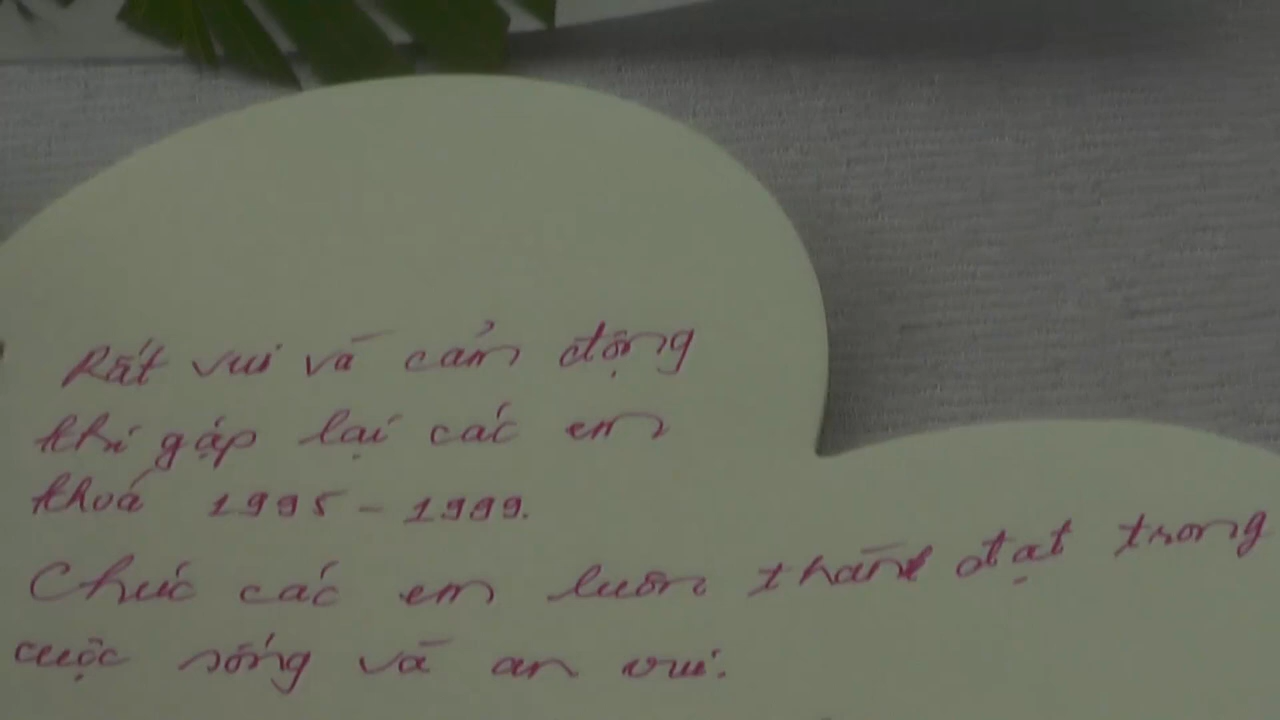 Rất vui và cảm động
khi gặp lại các em
khoá 1995 - 1999.
Chúc các em luôn thành đạt trong
cuộc sống và an vui.